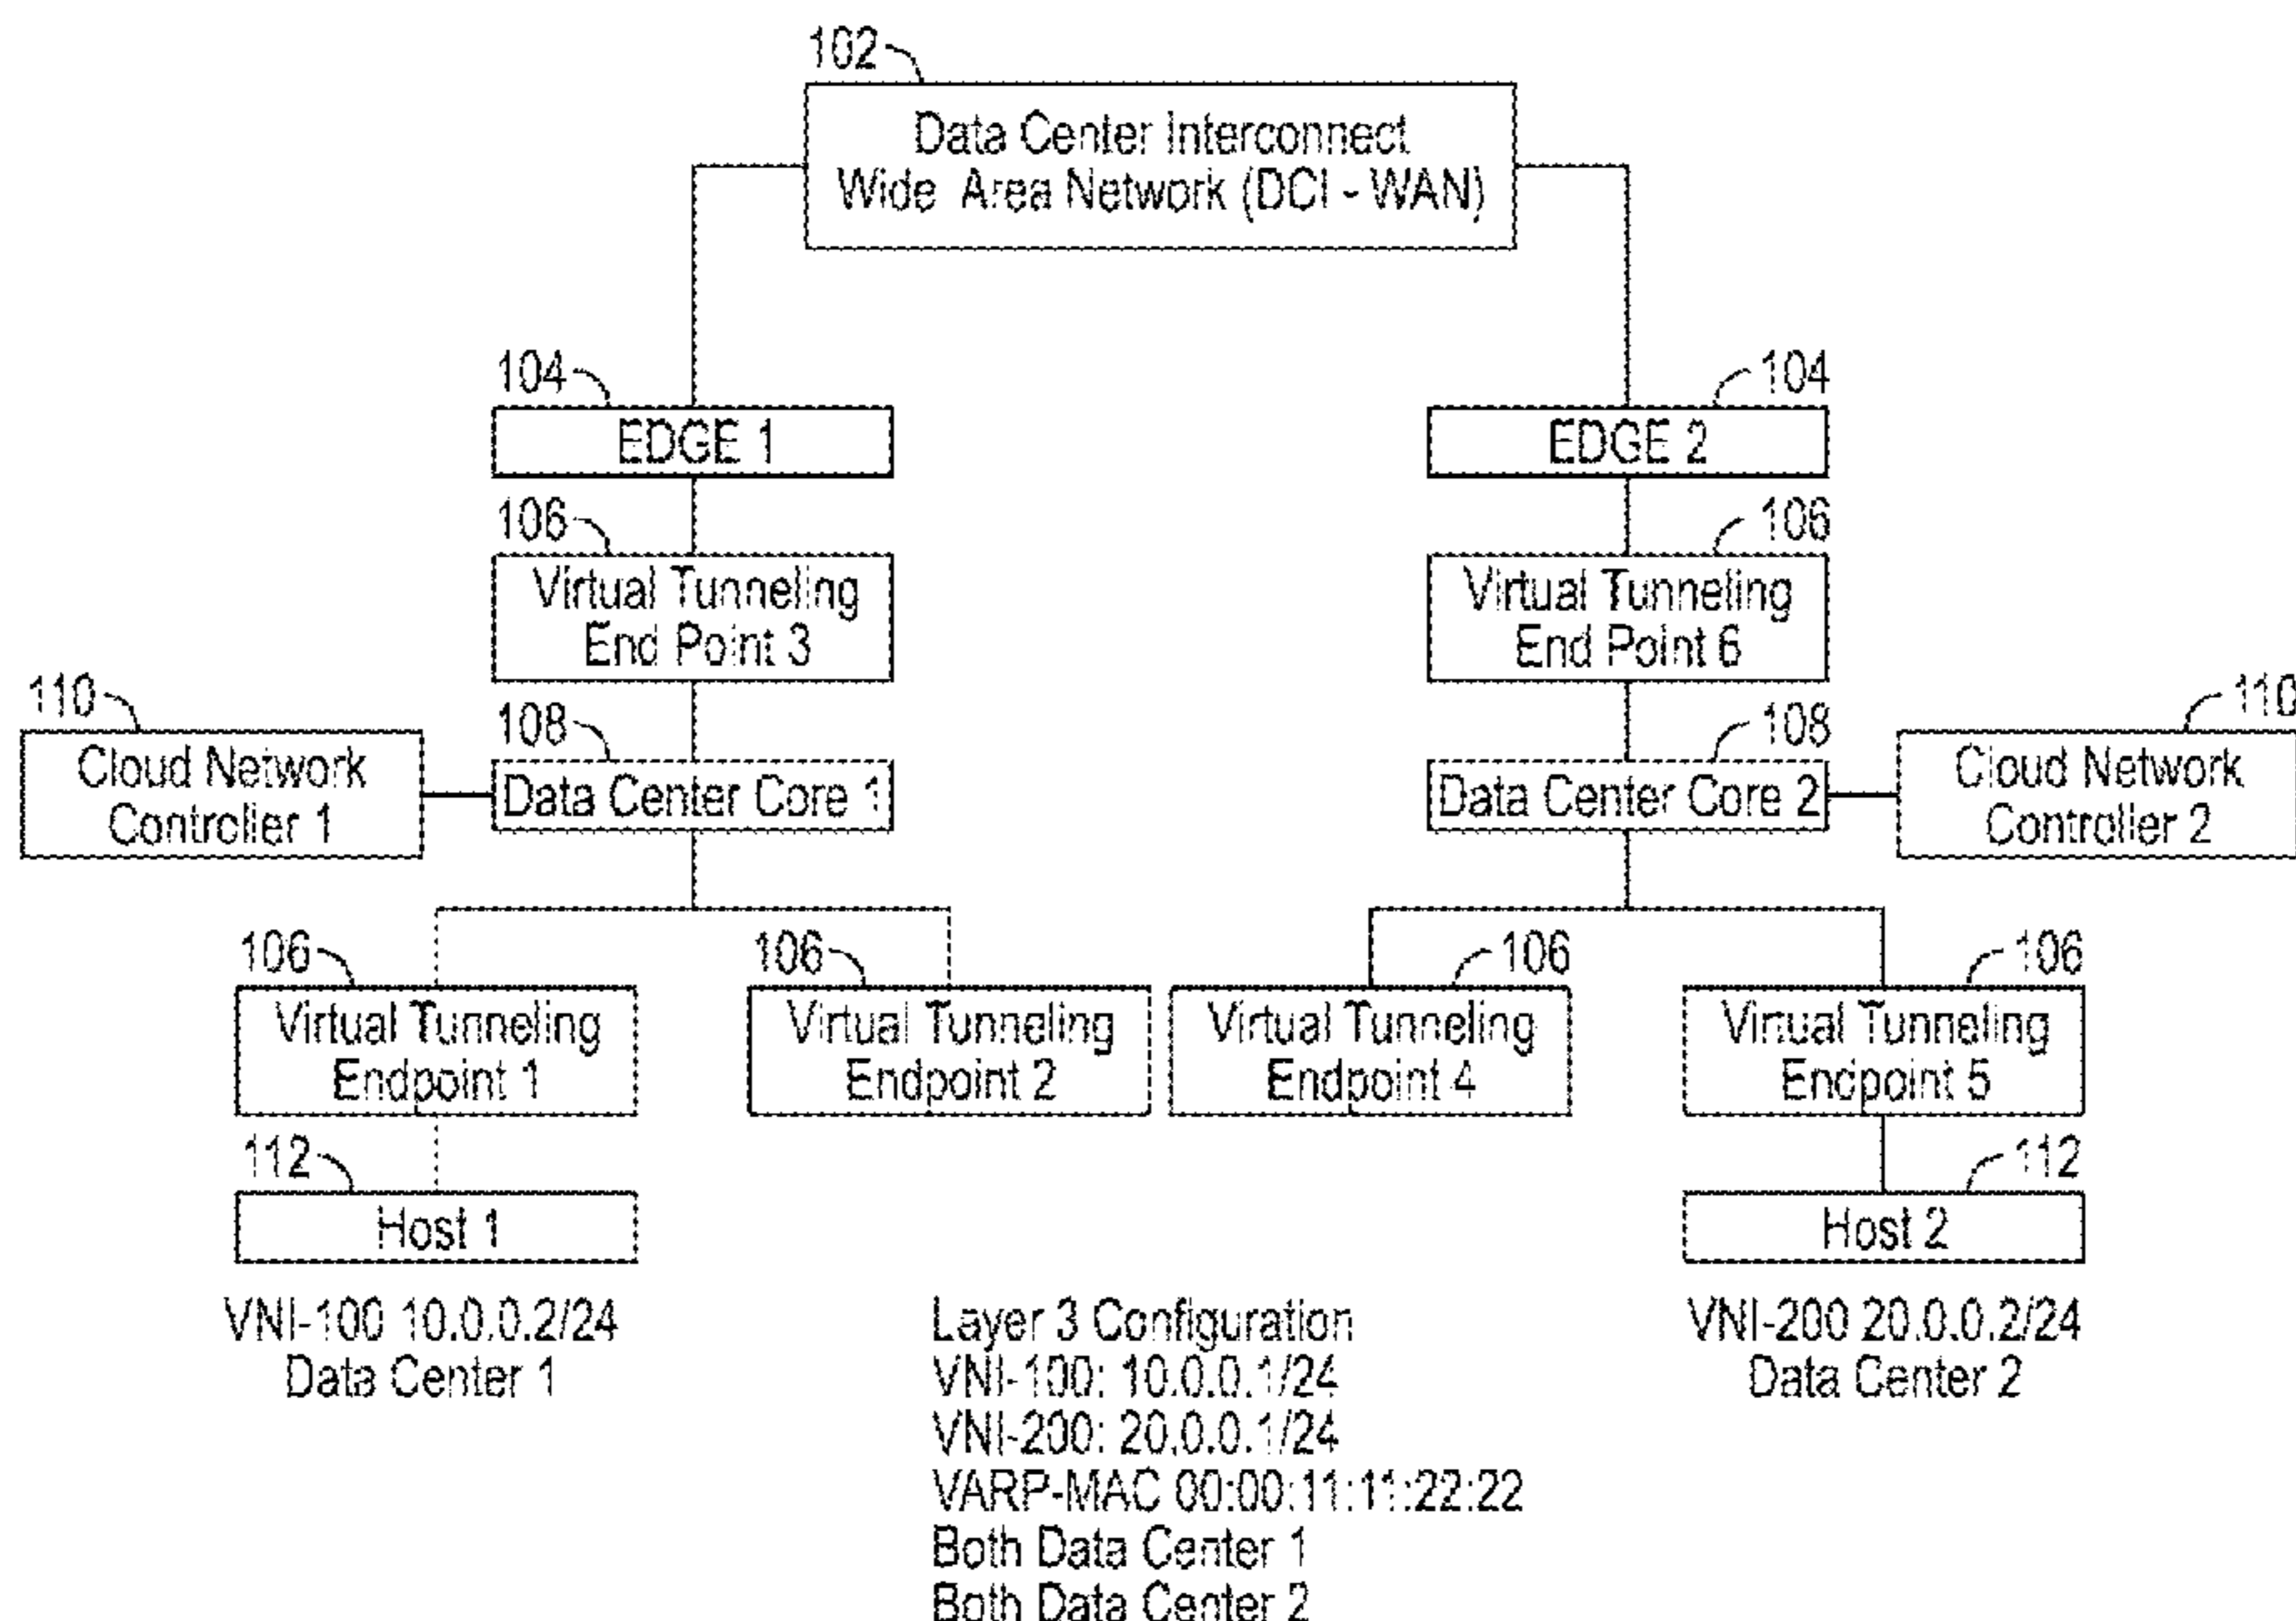 102
Data Center Interconnect
Wide Area Network (DCI - WAN)
104
EDGE 1
104
EDGE 2
106
Virtual Tunneling
End Point 3
106
Virtual Tunneling
End Point 6
110
Cloud Network
Controller 1
108
Data Center Core 1
108
Data Center Core 2
110
Cloud Network
Controller 2
106
Virtual Tunneling
Endpoint 1
106
Virtual Tunneling
Endpoint 2
106
Virtual Tunneling
Endpoint 4
106
Virtual Tunneling
Endpoint 5
112
Host 1
112
Host 2
VNI-100 10.0.0.2/24
Data Center 1
Layer 3 Configuration
VNI-100: 10.0.0.1/24
VNI-200: 20.0.0.1/24
VARP-MAC 00:00:11:11:22:22
Both Data Center 1
Both Data Center 2
VNI-200 20.0.0.2/24
Data Center 2